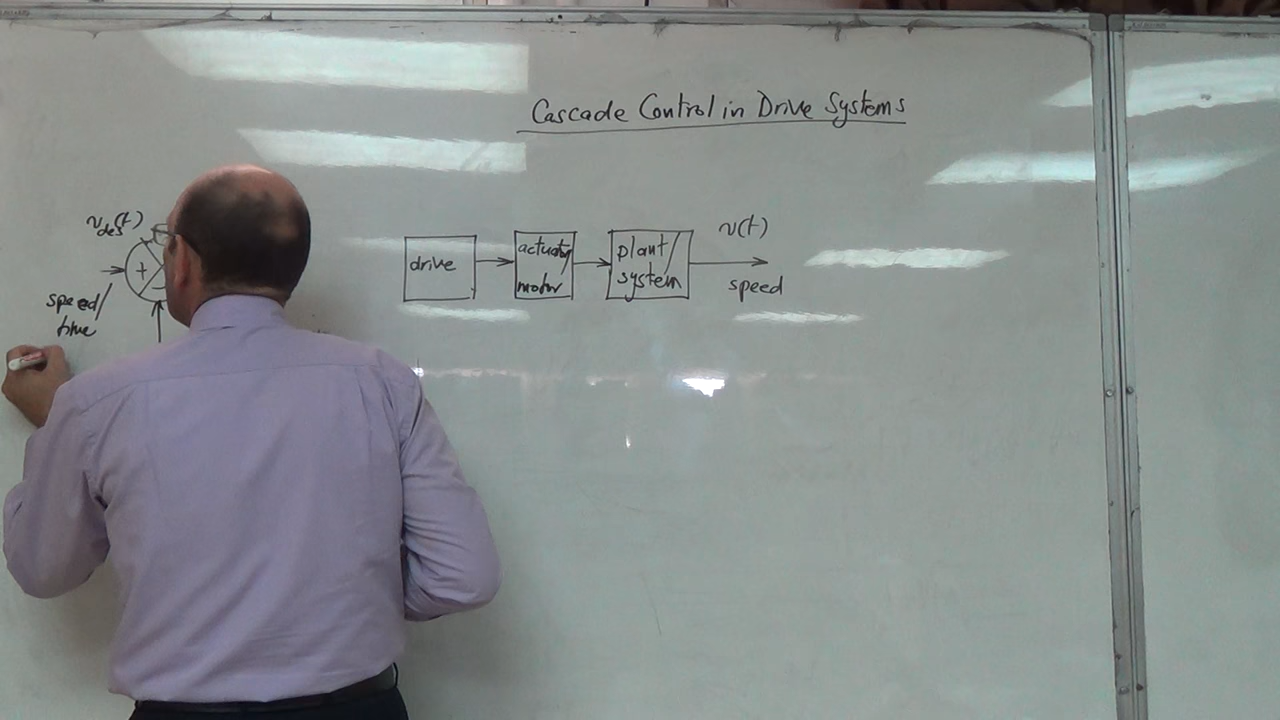 Cascade Control in Drive Systems
v_des(t)
+
speed/
time
drive
actuator/
motor
plant/
system
v(t)
speed